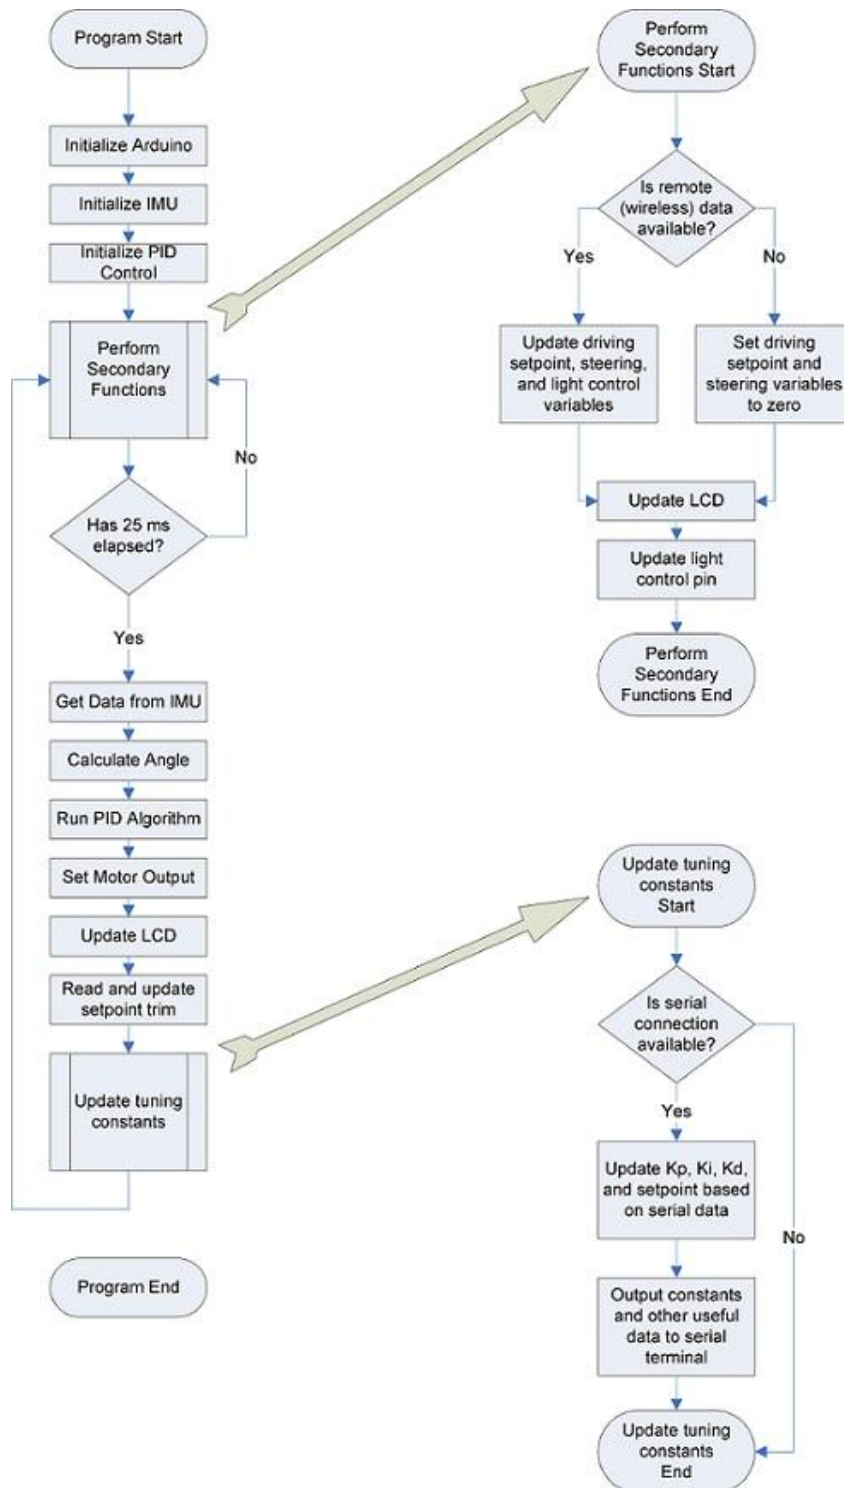 Program Start
Initialize Arduino
Initialize IMU
Initialize PID
Control
Perform
Secondary
Functions
No
Has 25 ms
elapsed?
Yes
Get Data from IMU
Calculate Angle
Run PID Algorithm
Set Motor Output
Update LCD
Read and update
setpoint trim
Update tuning
constants
Program End
Perform
Secondary
Functions Start
Is remote
(wireless) data
available?
Yes
No
Update driving
setpoint, steering,
and light control
variables
Set driving
setpoint and
steering variables
to zero
Update LCD
Update light
control pin
Perform
Secondary
Functions End
Update tuning
constants
Start
Is serial
connection
available?
Yes
Update Kp, Ki, Kd,
and setpoint based
on serial data
No
Output constants
and other useful
data to serial
terminal
Update tuning
constants
End